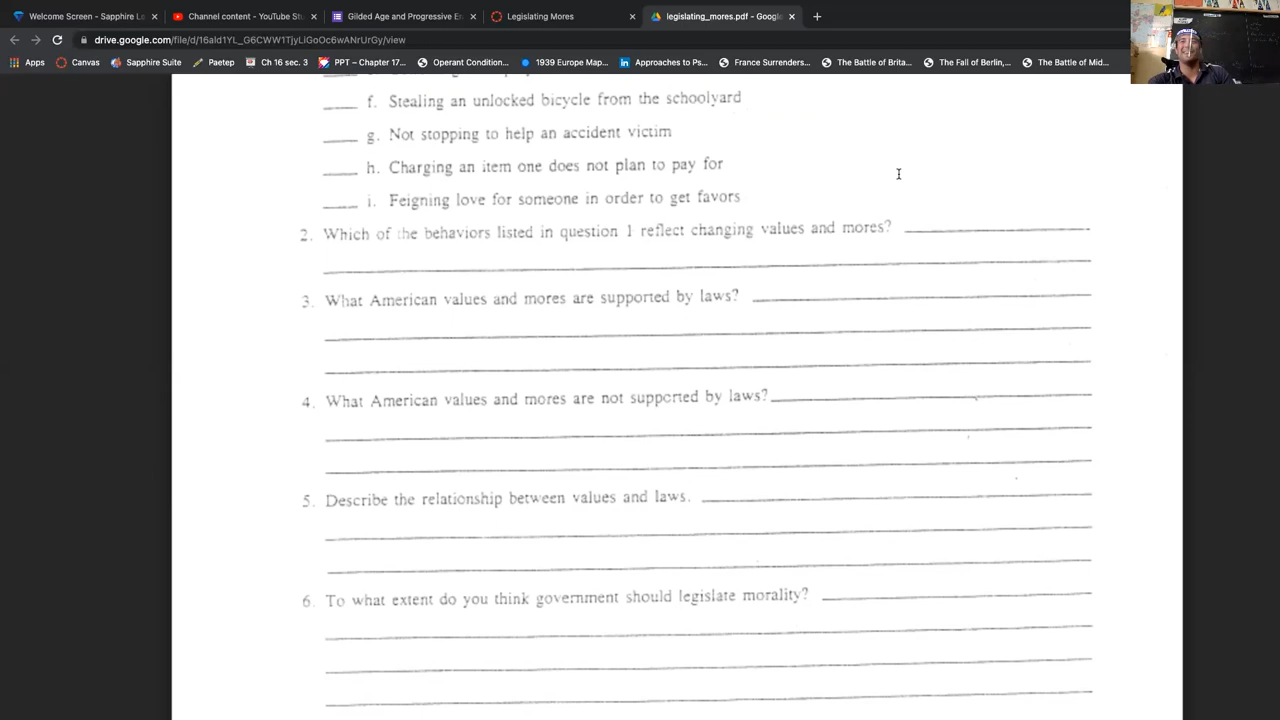 Welcome Screen - Sapphire Lo
Channel content - YouTube Stu
Gilded Age and Progressive E
Legislating Mores
legislating_mores.pdf - Google
drive.google.com/file/d/16aId1YL_G6CWW1TjyLiGoOc6wANrUrGy/view
Apps
Canvas
Sapphire Suite
Paetep
Ch 16 sec. 3
PPT – Chapter 17...
Czechoslovakia bef...
1939 Europe Map...
Approaches to Ps...
France Surrenders...
The Battle of Brita...
The Fall of Berlin,...
The Battle of Mid...
f. Stealing an unlocked bicycle from the schoolyard
g. Not stopping to help an accident victim
h. Charging an item one does not plan to pay for
i. Feigning love for someone in order to get favors
2. Which of the behaviors listed in question 1 reflect changing values and mores?
3. What American values and mores are supported by laws?
4. What American values and mores are not supported by laws?
5. Describe the relationship between values and laws.
6. To what extent do you think government should legislate morality?